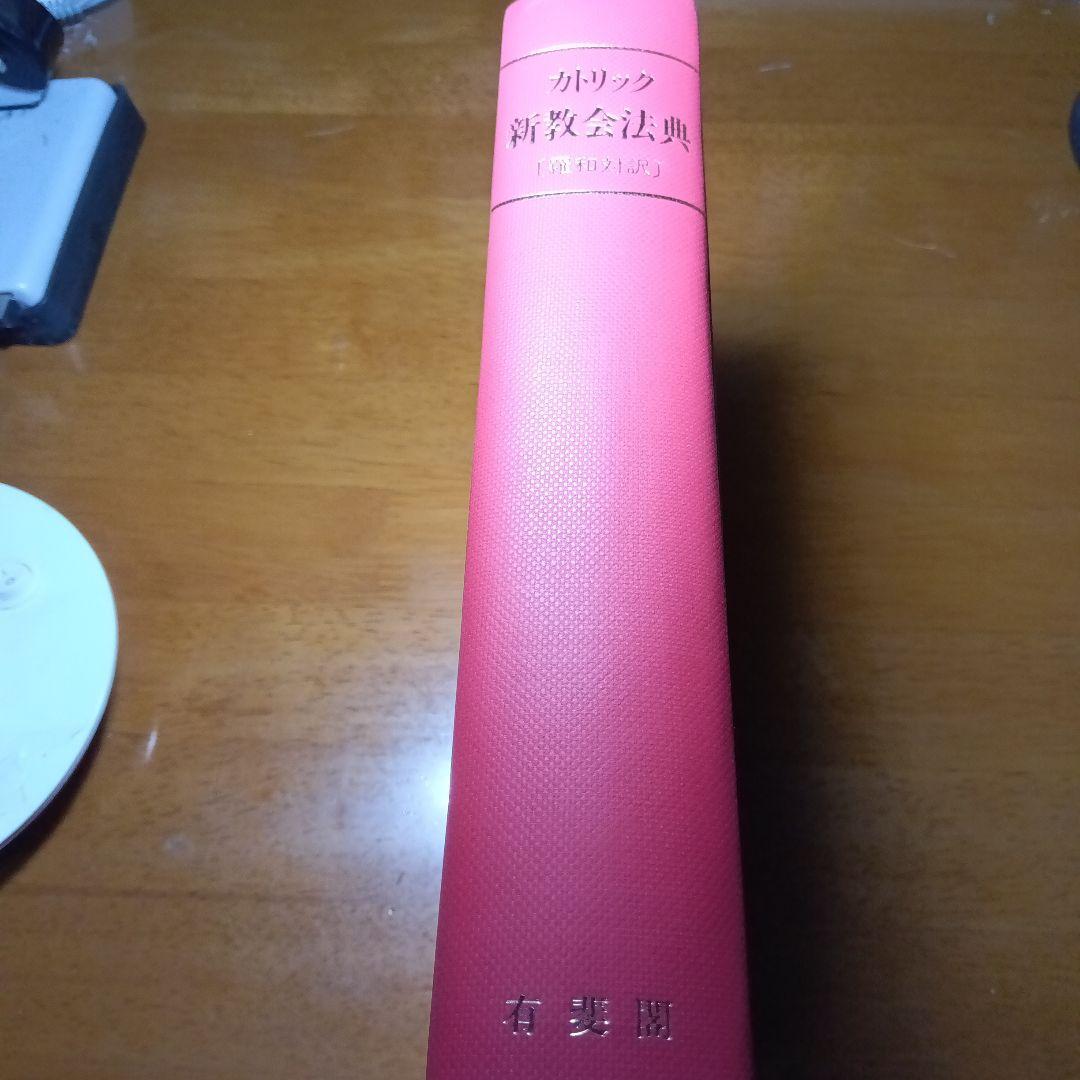 カトリック
新教会法典
〔羅和対訳〕
有斐閣